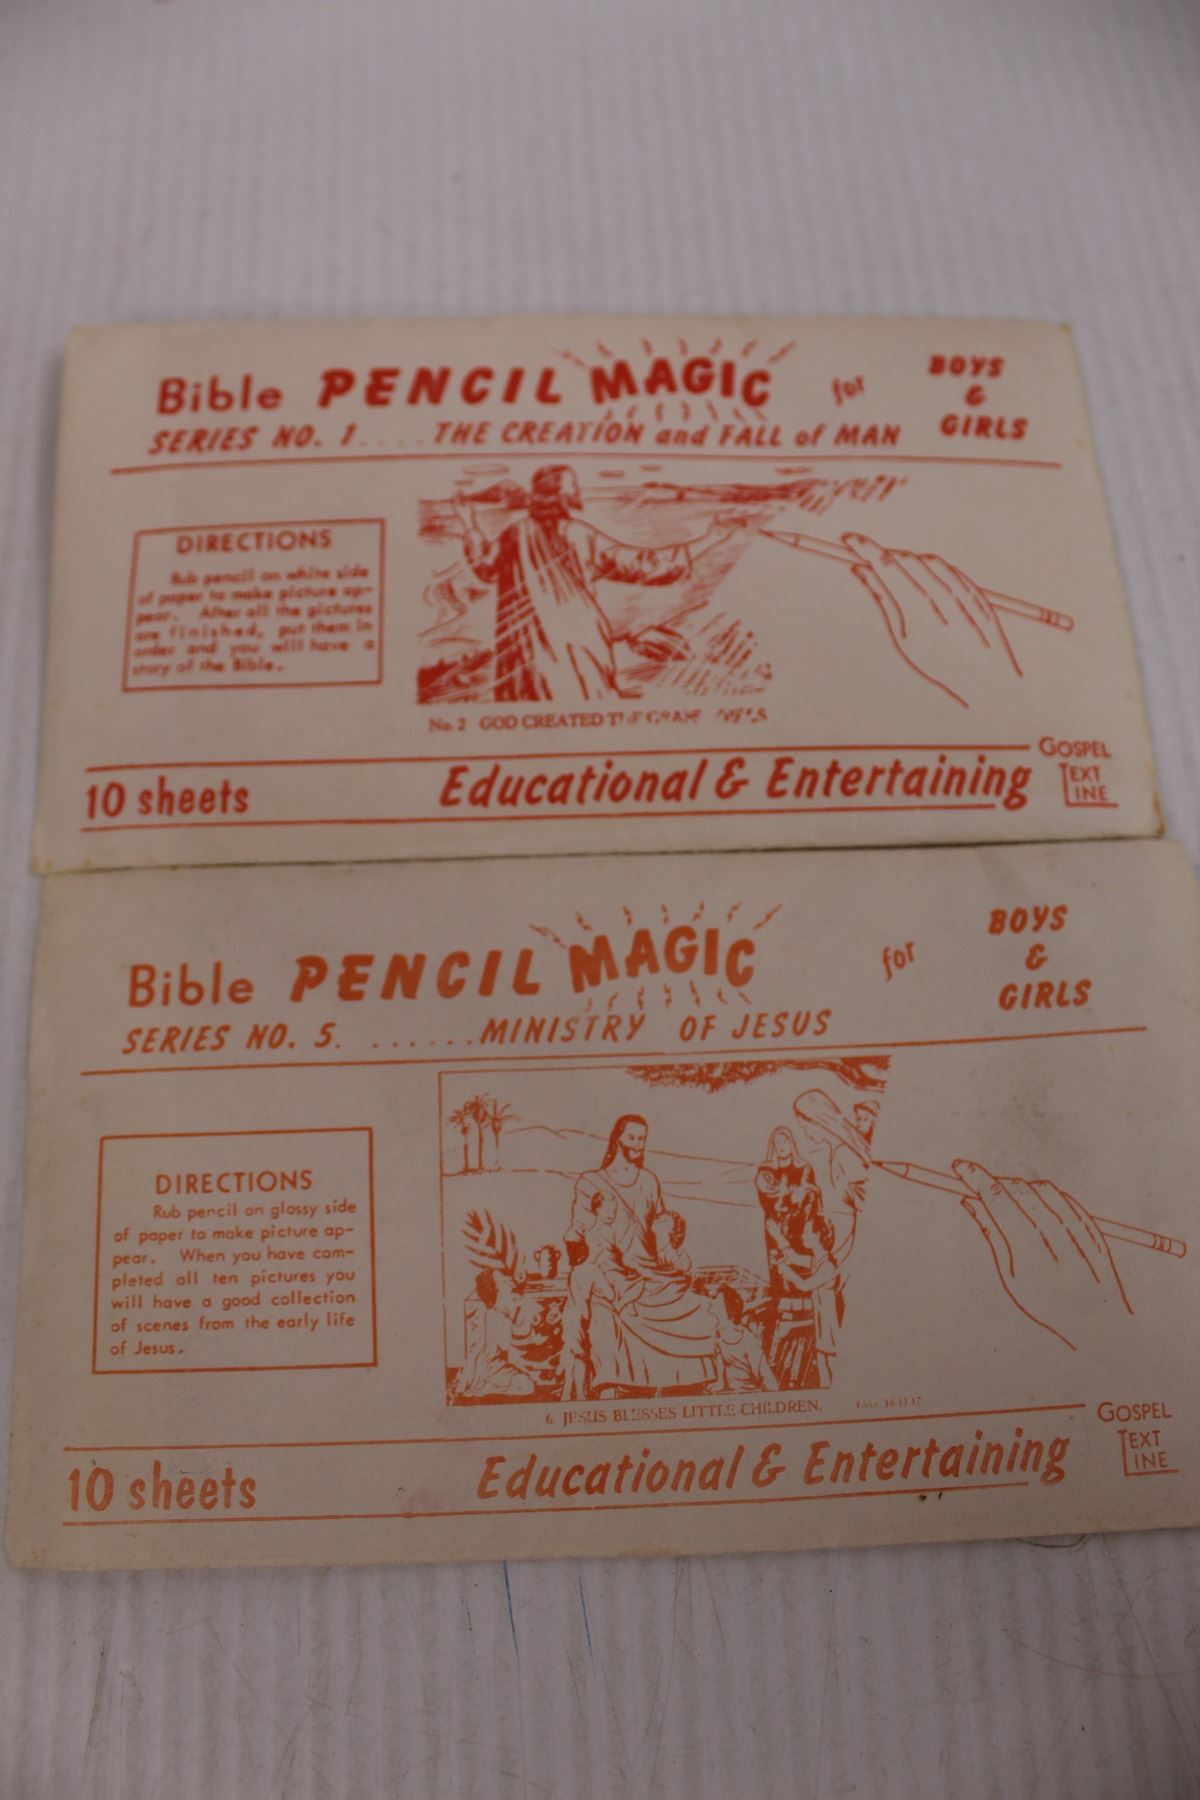 Bible PENCIL MAGIC for BOYS & GIRLS
SERIES NO. 1.... THE CREATION and FALL of MAN
DIRECTIONS
Rub pencil on white side
of paper to make picture ap-
pear. After all the pictures
are finished, put them in
order and you will have a
story of the Bible.
No. 2 GOD CREATED THE
10 sheets
Educational & Entertaining
GOSPEL
TEXT
LINE
Bible PENCIL MAGIC for BOYS & GIRLS
SERIES NO. 5. ......MINISTRY OF JESUS
DIRECTIONS
Rub pencil on glossy side
of paper to make picture ap-
pear. When you have com-
pleted all ten pictures you
will have a good collection
of scenes from the early life
of Jesus.
6. JESUS BLESSES LITTLE CHILDREN. Luke 18:15-17
10 sheets
Educational & Entertaining
GOSPEL
TEXT
LINE